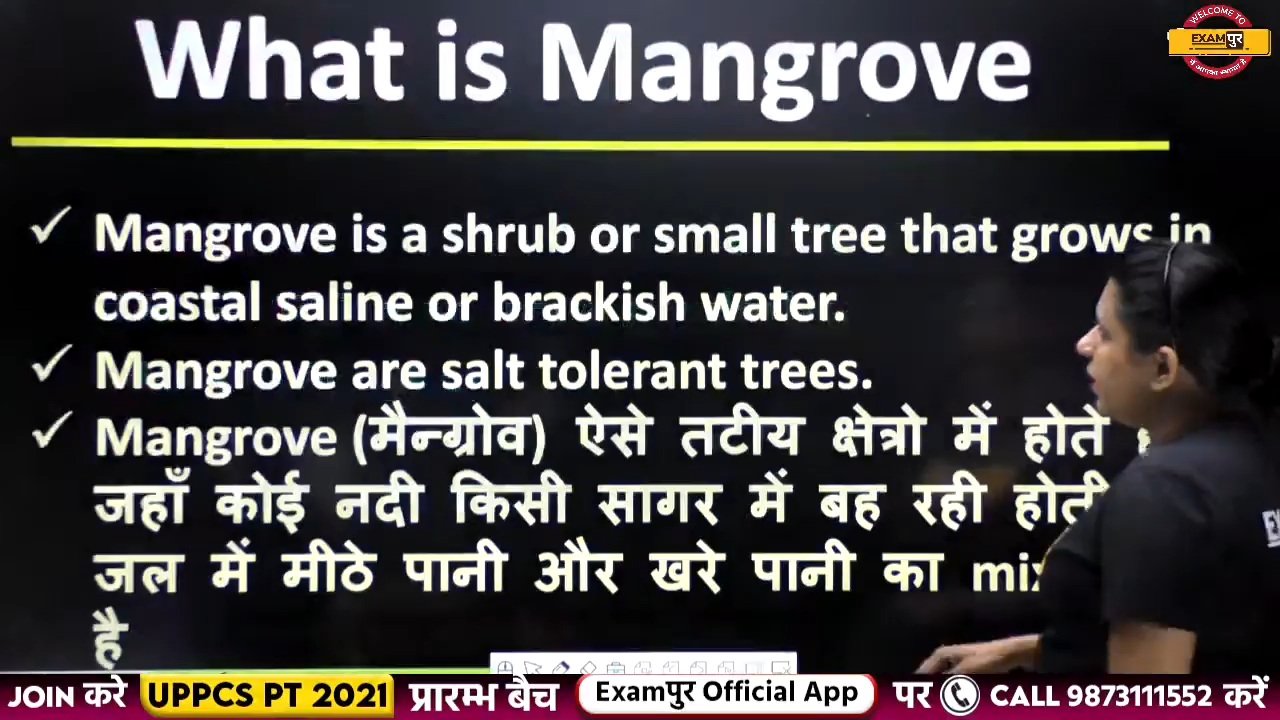 What is Mangrove
WELCOME TO
EXAMपुर
✓ Mangrove is a shrub or small tree that grows in
coastal saline or brackish water.
✓ Mangrove are salt tolerant trees.
✓ Mangrove (मैन्ग्रोव) ऐसे तटीय क्षेत्रो में होते
जहाँ कोई नदी किसी सागर में बह रही होती
जल में मीठे पानी और खरे पानी का
है
JOIN करे UPPCS PT 2021 प्रारम्भ बैच Examपुर Official App पर CALL 9873111552 करें